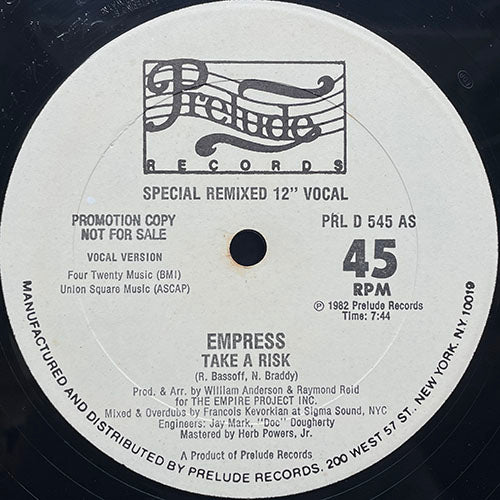 Prelude
RECORDS
SPECIAL REMIXED 12" VOCAL
PROMOTION COPY
NOT FOR SALE
PRL D 545 AS
VOCAL VERSION
45
RPM
Four Twenty Music (BMI)
Union Square Music (ASCAP)
℗ 1982 Prelude Records
Time: 7:44
EMPRESS
TAKE A RISK
(R. Bassoff, N. Braddy)
Prod. & Arr. by William Anderson & Raymond Reid
for THE EMPIRE PROJECT INC.
Mixed & Overdubs by Francois Kevorkian at Sigma Sound, NYC
Engineers: Jay Mark, "Doc" Dougherty
Mastered by Herb Powers, Jr.
A Product of Prelude Records
MANUFACTURED AND DISTRIBUTED BY PRELUDE RECORDS, 200 WEST 57 ST., NEW YORK, NY 10019